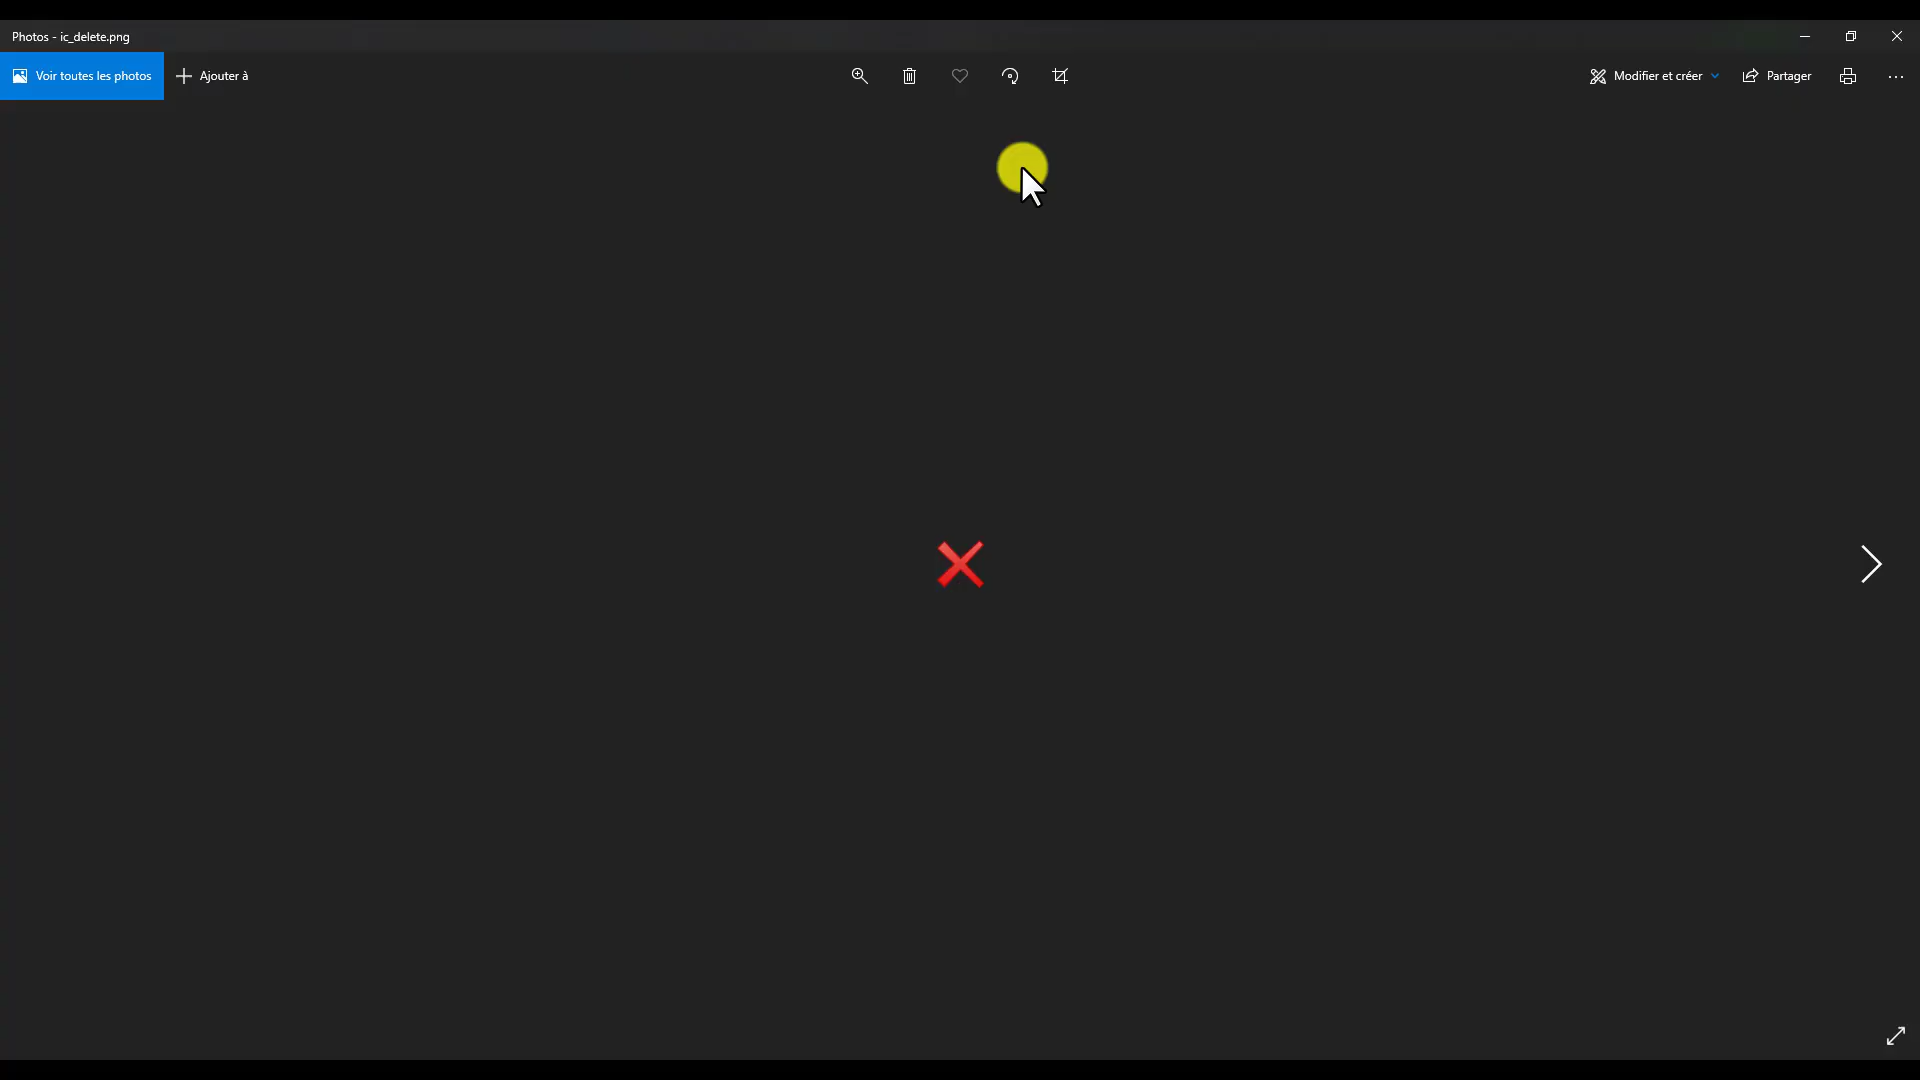 Photos - ic_delete.png
Voir toutes les photos
Ajouter à
Modifier et créer
Partager